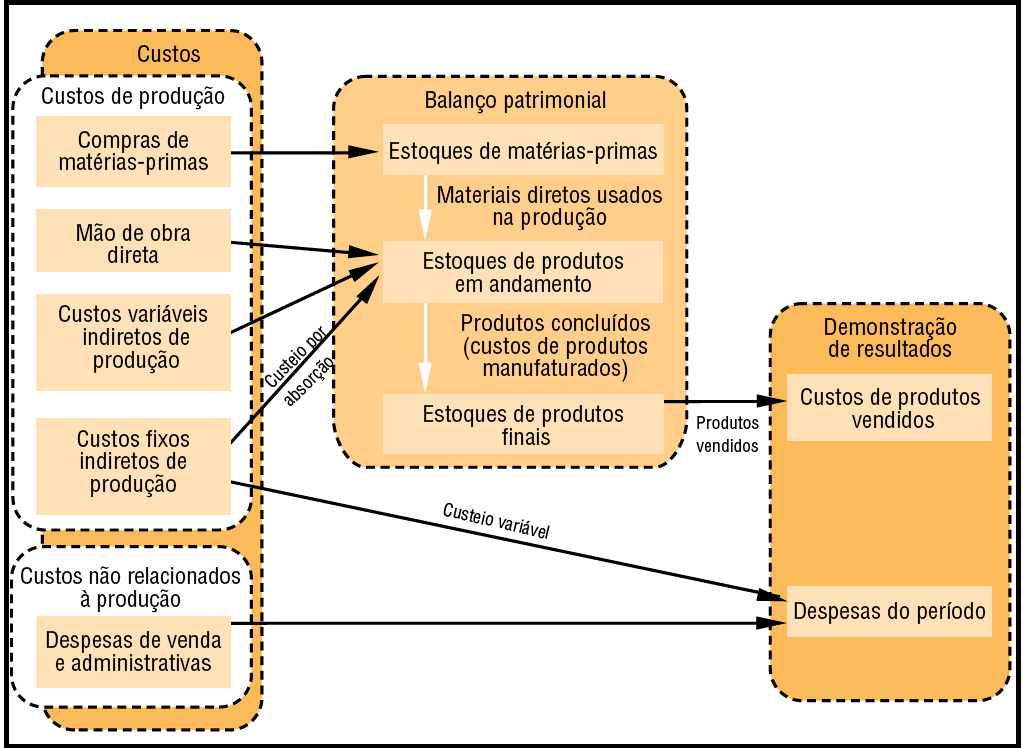 Custos
Custos de produção
Compras de
matérias-primas
Mão de obra
direta
Custos variáveis
indiretos de
produção
Custos fixos
indiretos de
produção
Custos não relacionados
à produção
Despesas de venda
e administrativas
Custeio por
absorção
Custeio variável
Balanço patrimonial
Estoques de matérias-primas
Materiais diretos usados
na produção
Estoques de produtos
em andamento
Produtos concluídos
(custos de produtos
manufaturados)
Estoques de produtos
finais
Produtos
vendidos
Demonstração
de resultados
Custos de produtos
vendidos
Despesas do período